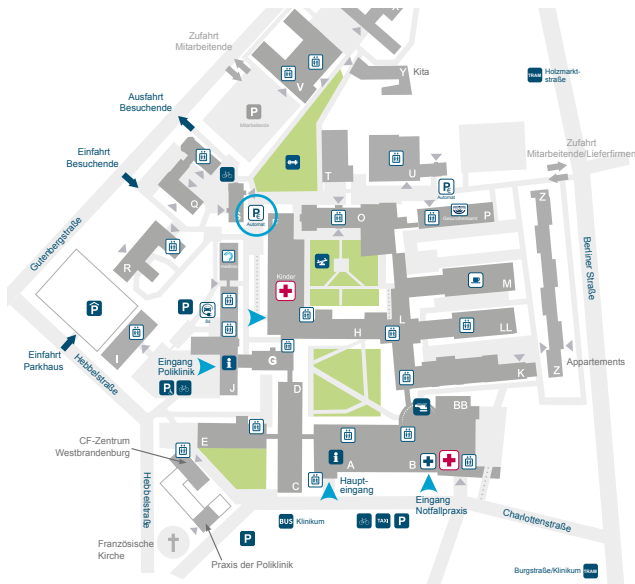 Zufahrt
Mitarbeitende
X
Y
Kita
TRAM
Holzmarkt-
straße
V
P
Mitarbeitende
Ausfahrt
Besuchende
Einfahrt
Besuchende
Zufahrt
Mitarbeitende/Lieferfirmen
T
U
P
Automat
Q
S
P
Automat
O
P
Z
Gutenbergstraße
R
Kinder
M
Berliner Straße
P
P
L
I
H
LL
Einfahrt
Parkhaus
Hebbelstraße
Eingang
Poliklinik
i
G
J
P
D
K
Z
Appartements
BB
CF-Zentrum
Westbrandenburg
E
i
A
B
C
Haupt-
eingang
Eingang
Notfallpraxis
Hebbelstraße
Charlottenstraße
BUS
Klinikum
TAXI
P
P
Französische
Kirche
Praxis der Poliklinik
Burgstraße/Klinikum
TRAM